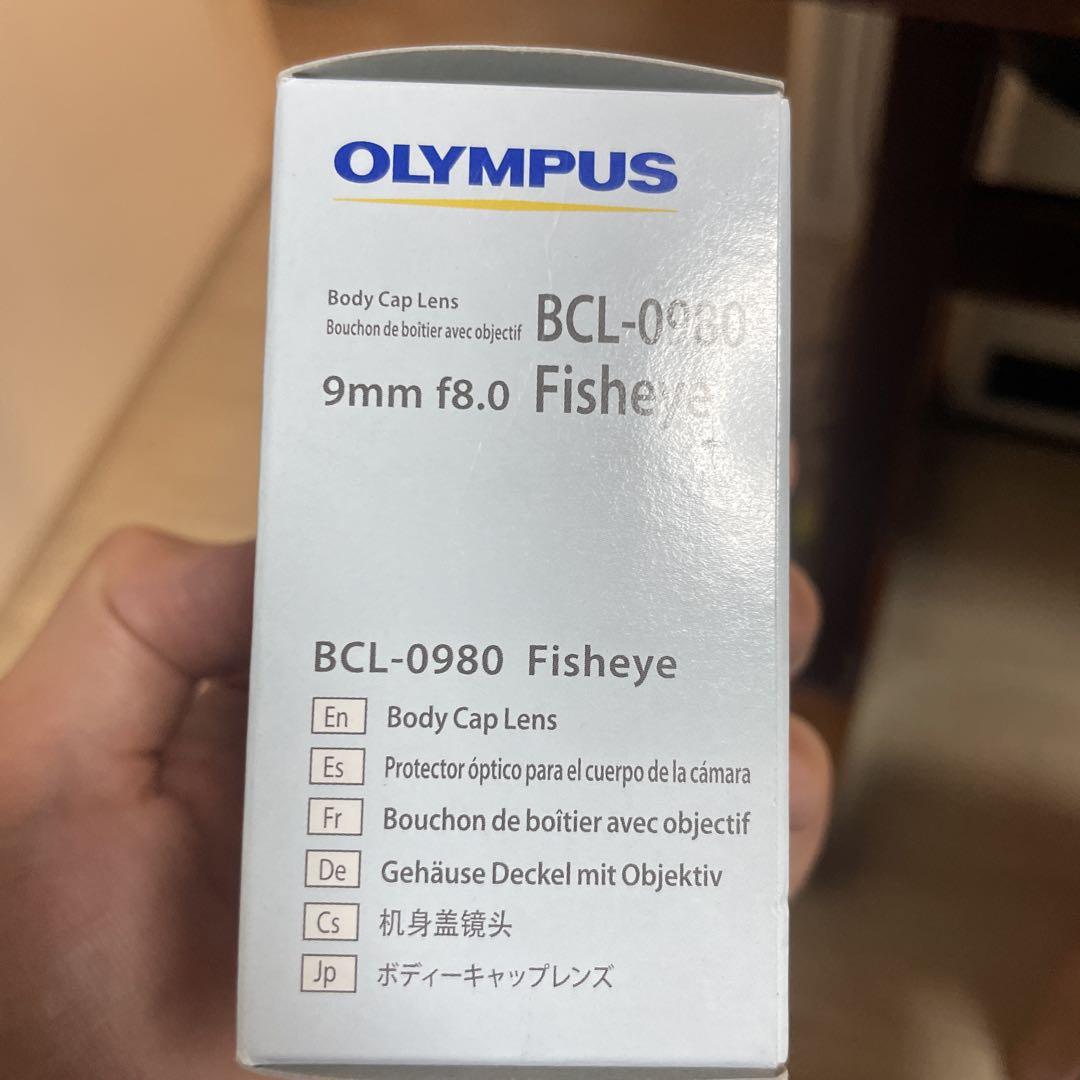 OLYMPUS
Body Cap Lens
Bouchon de boîtier avec objectif BCL-0980
9mm f8.0 Fisheye
BCL-0980 Fisheye
En Body Cap Lens
Es Protector óptico para el cuerpo de la cámara
Fr Bouchon de boîtier avec objectif
De Gehäuse Deckel mit Objektiv
Cs 机身盖镜头
Jp ボディーキャップレンズ